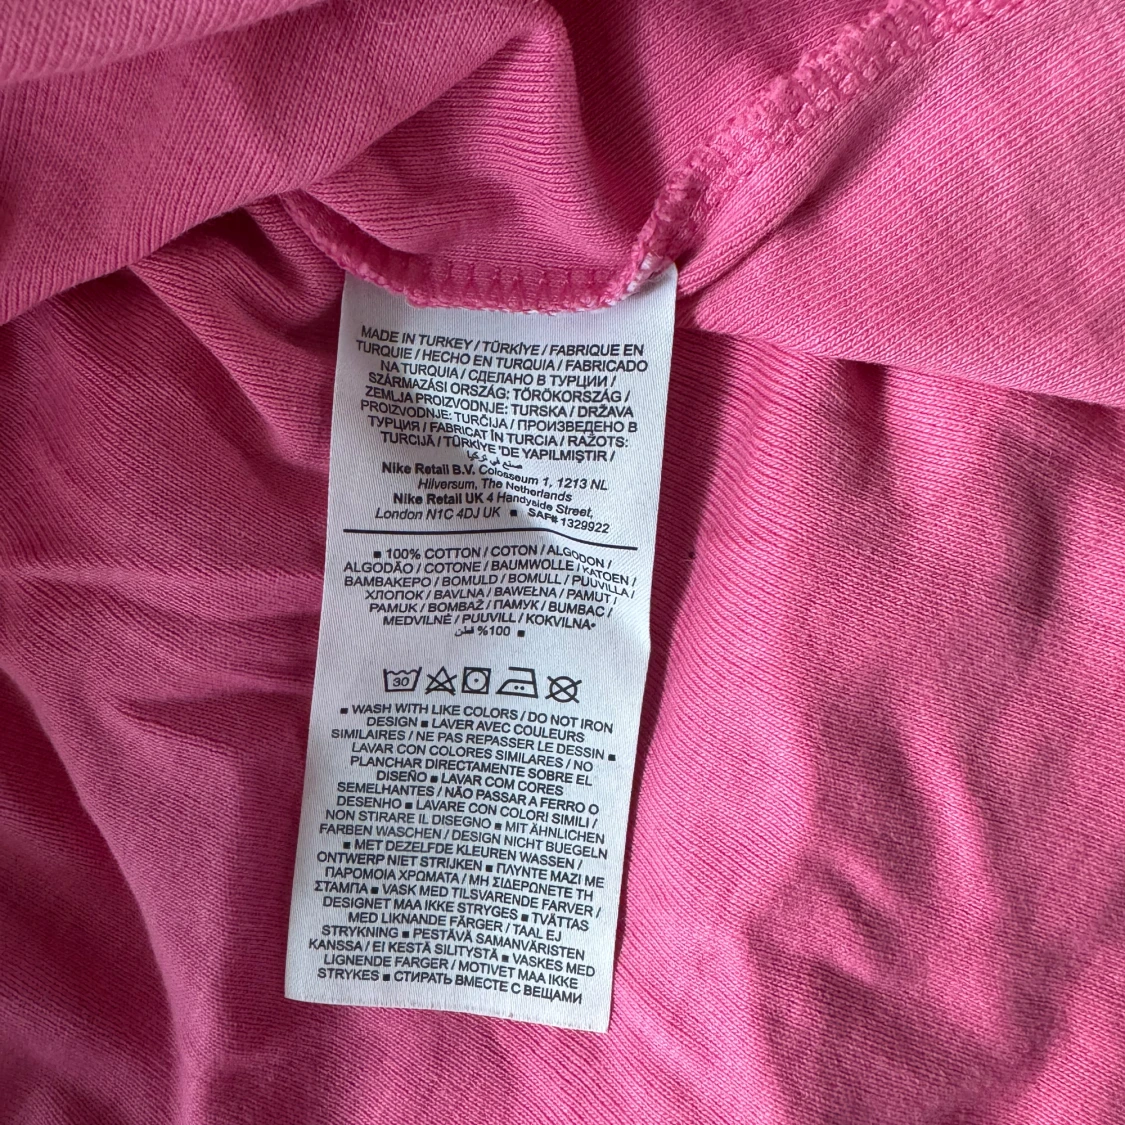 MADE IN TURKEY / TÜRKİYE / FABRIQUE EN
TURQUIE / HECHO EN TURQUIA / FABRICADO
NA TURQUIA / СДЕЛАНО В ТУРЦИИ /
SZÁRMAZÁSI ORSZÁG: TÖRÖKORSZÁG /
ZEMLJA PROIZVODNJE: TURSKA / DRŽAVA
PROIZVODNJE: TURČIJA / ПРОИЗВЕДЕНО В
ТУРЦИЯ / FABRICAT ÎN TURCIA / RAŽOTS:
TURCIJĀ / TÜRKİYE 'DE YAPILMIŞTIR /
صنع في تركيا
Nike Retail B.V. Colosseum 1, 1213 NL
Hilversum, The Netherlands
Nike Retail UK 4 Handyside Street,
London N1C 4DJ UK ■ SAF# 1329922
■ 100% COTTON / COTON / ALGODON /
ALGODÃO / COTONE / BAUMWOLLE / KATOEN /
ΒΑΜΒΑΚΕΡΟ / BOMULD / BOMULL / PUUVILLA /
ХЛОПОК / BAVLNA / BAWEŁNA / PAMUT /
PAMUK / BOMBAŽ / ПАМУК / BUMBAC /
MEDVILNĖ / PUUVILL / KOKVILNA•
%100 قطن ■
30
■ WASH WITH LIKE COLORS / DO NOT IRON
DESIGN ■ LAVER AVEC COULEURS
SIMILAIRES / NE PAS REPASSER LE DESSIN ■
LAVAR CON COLORES SIMILARES / NO
PLANCHAR DIRECTAMENTE SOBRE EL
DISEÑO ■ LAVAR COM CORES
SEMELHANTES / NÃO PASSAR A FERRO O
DESENHO ■ LAVARE CON COLORI SIMILI /
NON STIRARE IL DISEGNO ■ MIT ÄHNLICHEN
FARBEN WASCHEN / DESIGN NICHT BUEGELN
■ MET DEZELFDE KLEUREN WASSEN /
ONTWERP NIET STRIJKEN ■ ΠΛΥΝΤΕ ΜΑΖΙ ΜΕ
ΠΑΡΟΜΟΙΑ ΧΡΩΜΑΤΑ / ΜΗ ΣΙΔΕΡΩΝΕΤΕ ΤΗ
ΣΤΑΜΠΑ ■ VASK MED TILSVARENDE FARVER /
DESIGNET MAA IKKE STRYGES ■ TVÄTTAS
MED LIKNANDE FÄRGER / TAAL EJ
STRYKNING ■ PESTÄVÄ SAMANVÄRISTEN
KANSSA / EI KESTÄ SILITYSTÄ ■ VASKES MED
LIGNENDE FARGER / MOTIVET MAA IKKE
STRYKES ■ СТИРАТЬ ВМЕСТЕ С ВЕЩАМИ